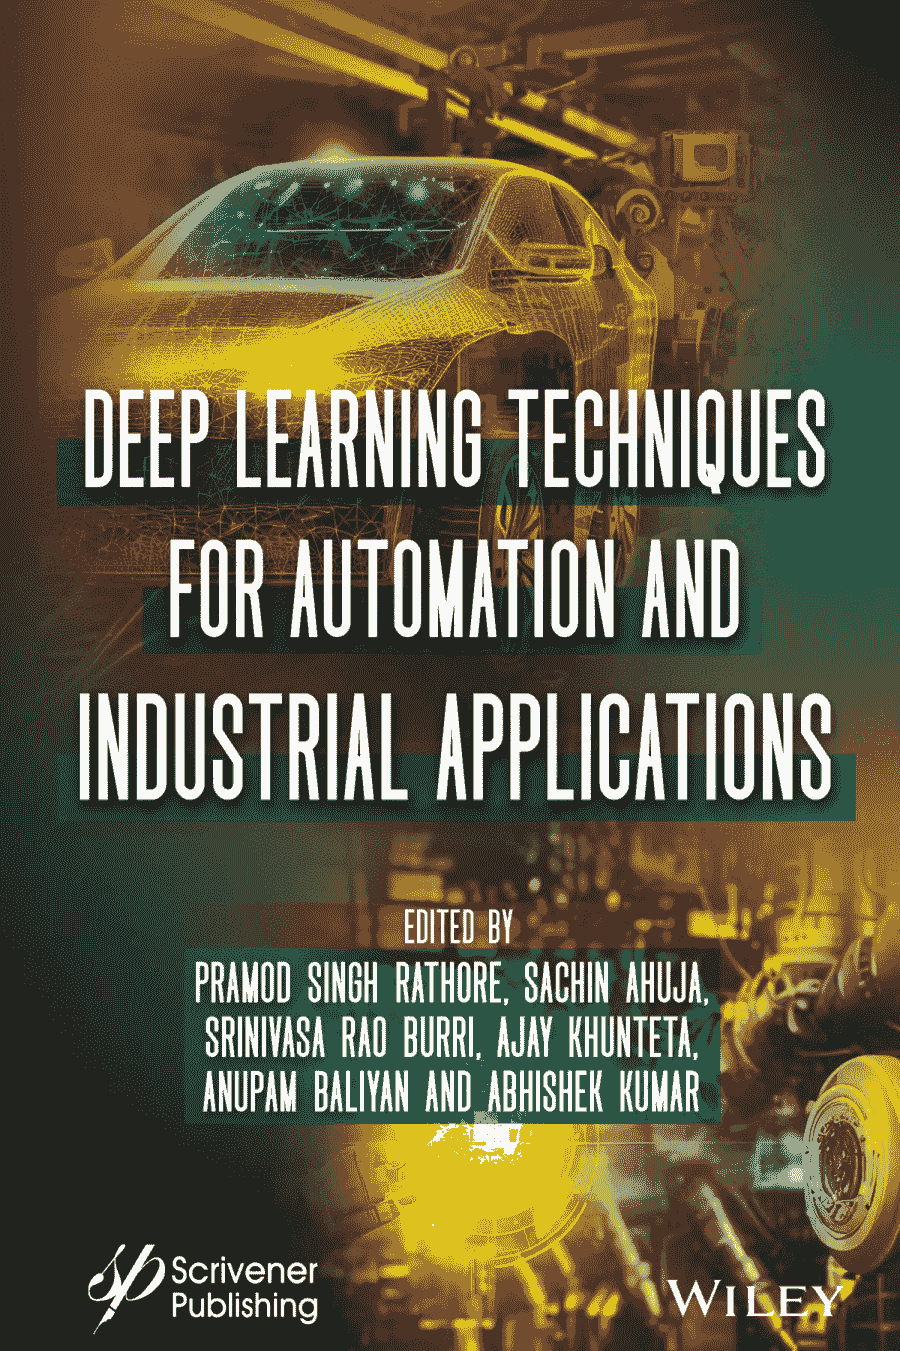 DEEP LEARNING TECHNIQUES
FOR AUTOMATION AND
INDUSTRIAL APPLICATIONS
EDITED BY
PRAMOD SINGH RATHORE, SACHIN AHUJA,
SRINIVASA RAO BURRI, AJAY KHUNTETA,
ANUPAM BALIYAN AND ABHISHEK KUMAR
sp Scrivener
Publishing
WILEY